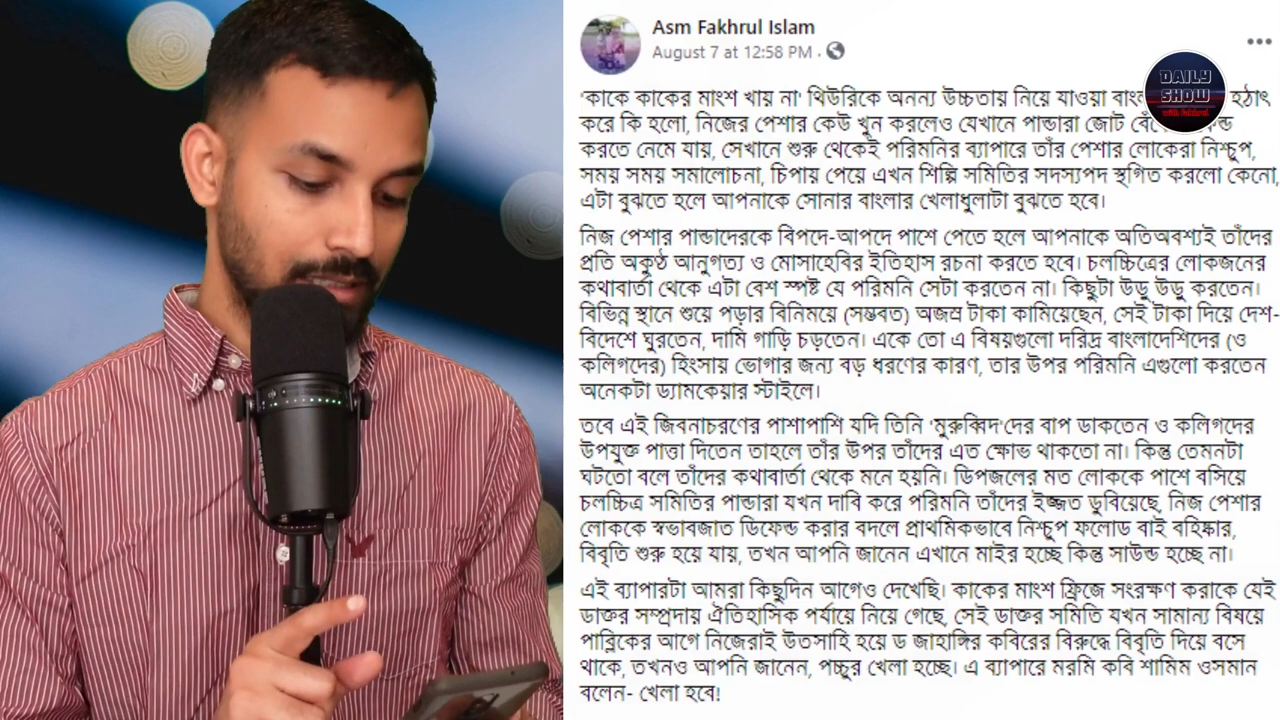 Asm Fakhrul Islam
August 7 at 12:58 PM ·
DAILY
SHOW
'কাকে কাকের মাংশ খায় না' থিউরিকে অনন্য উচ্চতায় নিয়ে যাওয়া হঠাৎ
করে কি হলো, নিজের পেশার কেউ খুন করলেও যেখানে পান্ডারা জোট
করতে নেমে যায়, সেখানে শুরু থেকেই পরিমনির ব্যাপারে তাঁর পেশার লোকেরা নিশ্চুপ,
সময় সময় সমালোচনা, চিপায় পেয়ে এখন শিল্পি সমিতির সদস্যপদ স্থগিত করলো কেনো,
এটা বুঝতে হলে আপনাকে সোনার বাংলার খেলাধুলাটা বুঝতে হবে।
নিজ পেশার পান্ডাদেরকে বিপদে-আপদে পাশে পেতে হলে আপনাকে অতিঅবশ্যই তাঁদের
প্রতি অকুণ্ঠ আনুগত্য ও মোসাহেবির ইতিহাস রচনা করতে হবে। চলচ্চিত্রের লোকজনের
কথাবার্তা থেকে এটা বেশ স্পষ্ট যে পরিমনি সেটা করতেন না। কিছুটা উড়ু উড়ু করতেন।
বিভিন্ন স্থানে শুয়ে পড়ার বিনিময়ে (সম্ভবত) অজস্র টাকা কামিয়েছেন, সেই টাকা দিয়ে দেশ-
বিদেশে ঘুরতেন, দামি গাড়ি চড়তেন। একে তো এ বিষয়গুলো দরিদ্র বাংলাদেশিদের (ও
কলিগদের) হিংসায় ভোগার জন্য বড় ধরণের কারণ, তার উপর পরিমনি এগুলো করতেন
অনেকটা ড্যামকেয়ার স্টাইলে।
তবে এই জিবনাচরণের পাশাপাশি যদি তিনি 'মুরুব্বিদ'দের বাপ ডাকতেন ও কলিগদের
উপযুক্ত পাত্তা দিতেন তাহলে তাঁর উপর তাঁদের এত ক্ষোভ থাকতো না। কিন্তু তেমনটা
ঘটতো বলে তাঁদের কথাবার্তা থেকে মনে হয়নি। ডিপজলের মত লোককে পাশে বসিয়ে
চলচ্চিত্র সমিতির পান্ডারা যখন দাবি করে পরিমনি তাঁদের ইজ্জত ডুবিয়েছে, নিজ পেশার
লোককে স্বভাবজাত ডিফেন্ড করার বদলে প্রাথমিকভাবে নিশ্চুপ ফলোড বাই বহিষ্কার,
বিবৃতি শুরু হয়ে যায়, তখন আপনি জানেন এখানে মাইর হচ্ছে কিন্তু সাউন্ড হচ্ছে না।
এই ব্যাপারটা আমরা কিছুদিন আগেও দেখেছি। কাকের মাংশ ফ্রিজে সংরক্ষণ করাকে যেই
ডাক্তর সম্প্রদায় ঐতিহাসিক পর্যায়ে নিয়ে গেছে, সেই ডাক্তর সমিতি যখন সামান্য বিষয়ে
পাব্লিকের আগে নিজেরাই উতসাহি হয়ে ড জাহাঙ্গির কবিরের বিরুদ্ধে বিবৃতি দিয়ে বসে
থাকে, তখনও আপনি জানেন, পচ্চুর খেলা হচ্ছে। এ ব্যাপারে মরমি কবি শামিম ওসমান
বলেন- খেলা হবে!